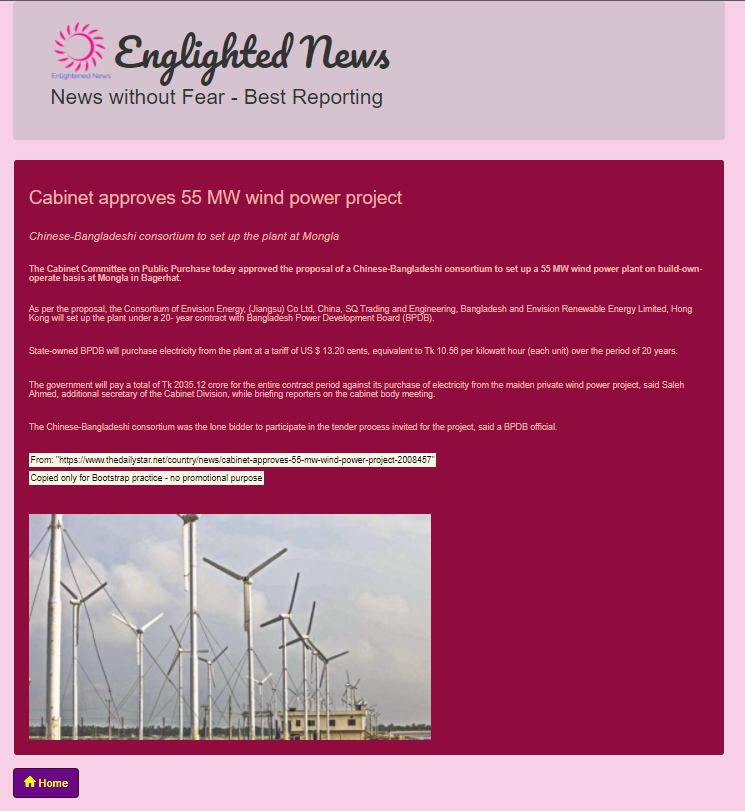 Englighted News
Enlightened News
News without Fear - Best Reporting
Cabinet approves 55 MW wind power project
Chinese-Bangladeshi consortium to set up the plant at Mongla
The Cabinet Committee on Public Purchase today approved the proposal of a Chinese-Bangladeshi consortium to set up a 55 MW wind power plant on build-own-
operate basis at Mongla in Bagerhat.
As per the proposal, the Consortium of Envision Energy, (Jiangsu) Co Ltd, China, SQ Trading and Engineering, Bangladesh and Envision Renewable Energy Limited, Hong
Kong will set up the plant under a 20- year contract with Bangladesh Power Development Board (BPDB).
State-owned BPDB will purchase electricity from the plant at a tariff of US $ 13.20 cents, equivalent to Tk 10.56 per kilowatt hour (each unit) over the period of 20 years.
The government will pay a total of Tk 2035.12 crore for the entire contract period against its purchase of electricity from the maiden private wind power project, said Saleh
Ahmed, additional secretary of the Cabinet Division, while briefing reporters on the cabinet body meeting.
The Chinese-Bangladeshi consortium was the lone bidder to participate in the tender process invited for the project, said a BPDB official.
From: "https://www.thedailystar.net/country/news/cabinet-approves-55-mw-wind-power-project-2008457"
Copied only for Bootstrap practice - no promotional purpose
Home